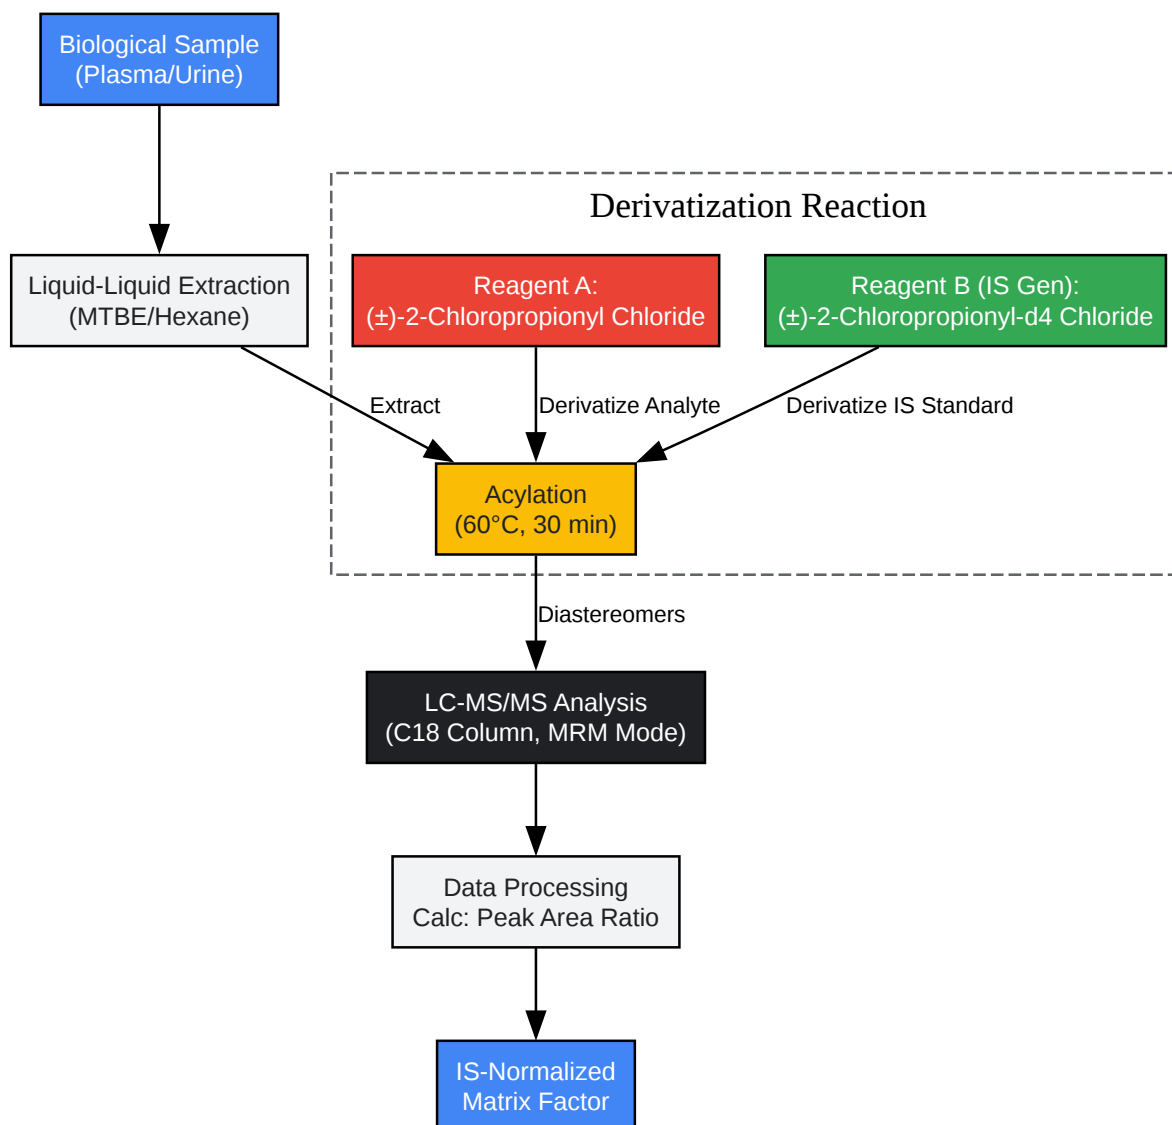 Biological Sample
(Plasma/Urine)
Derivatization Reaction
Liquid-Liquid Extraction
(MTBE/Hexane)
Reagent A:
(±)-2-Chloropropionyl Chloride
Reagent B (IS Gen):
(±)-2-Chloropropionyl-d4 Chloride
Extract
Derivatize Analyte
Derivatize IS Standard
Acylation
(60°C, 30 min)
Diastereomers
LC-MS/MS Analysis
(C18 Column, MRM Mode)
Data Processing
Calc: Peak Area Ratio
IS-Normalized
Matrix Factor